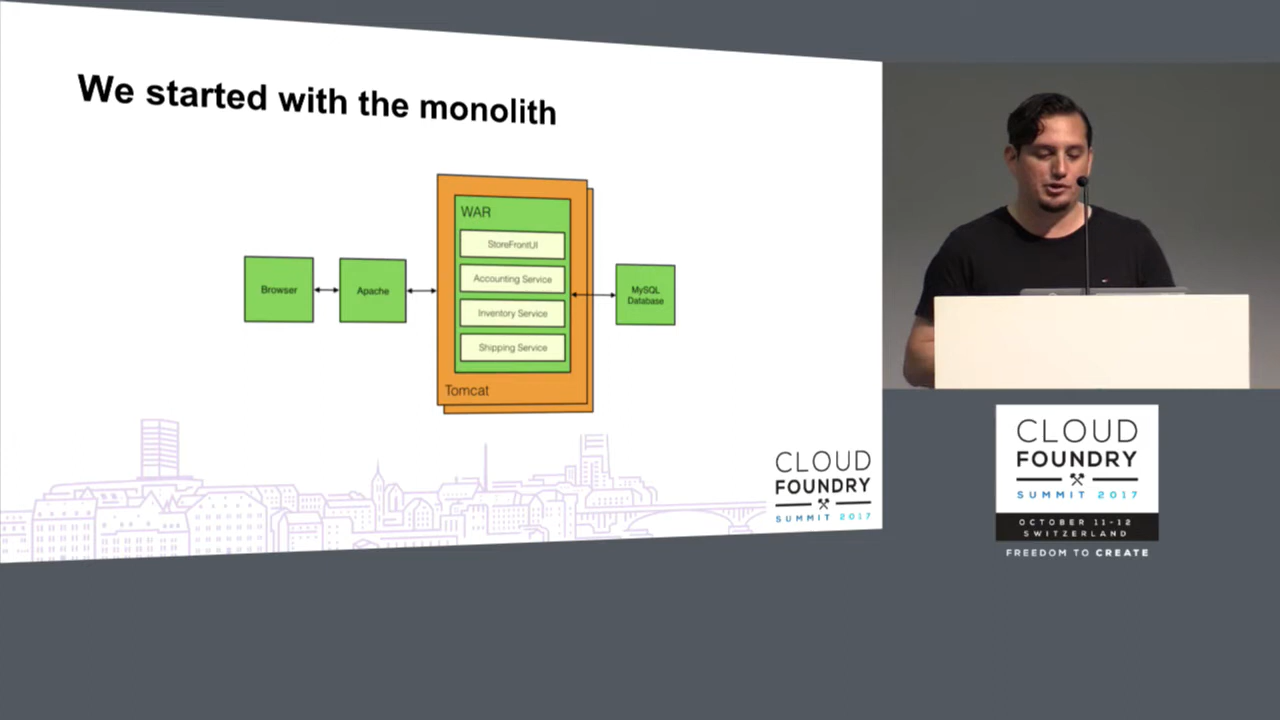 We started with the monolith
WAR
StoreFrontUI
Accounting Service
Inventory Service
Shipping Service
Tomcat
Browser
Apache
MySQL
Database
CLOUD
FOUNDRY
SUMMIT 2017
CLOUD
FOUNDRY
SUMMIT 2017
OCTOBER 11-12
SWITZERLAND
FREEDOM TO CREATE